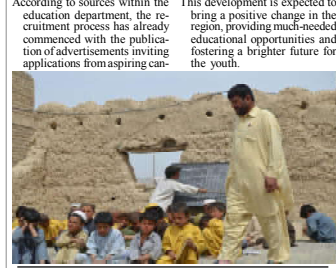 According to sources within the
education department, the re-
cruitment process has already
commenced with the publica-
tion of advertisements inviting
applications from aspiring can-
This development is expected to
bring a positive change in the
region, providing much-needed
educational opportunities and
fostering a brighter future for
the youth.